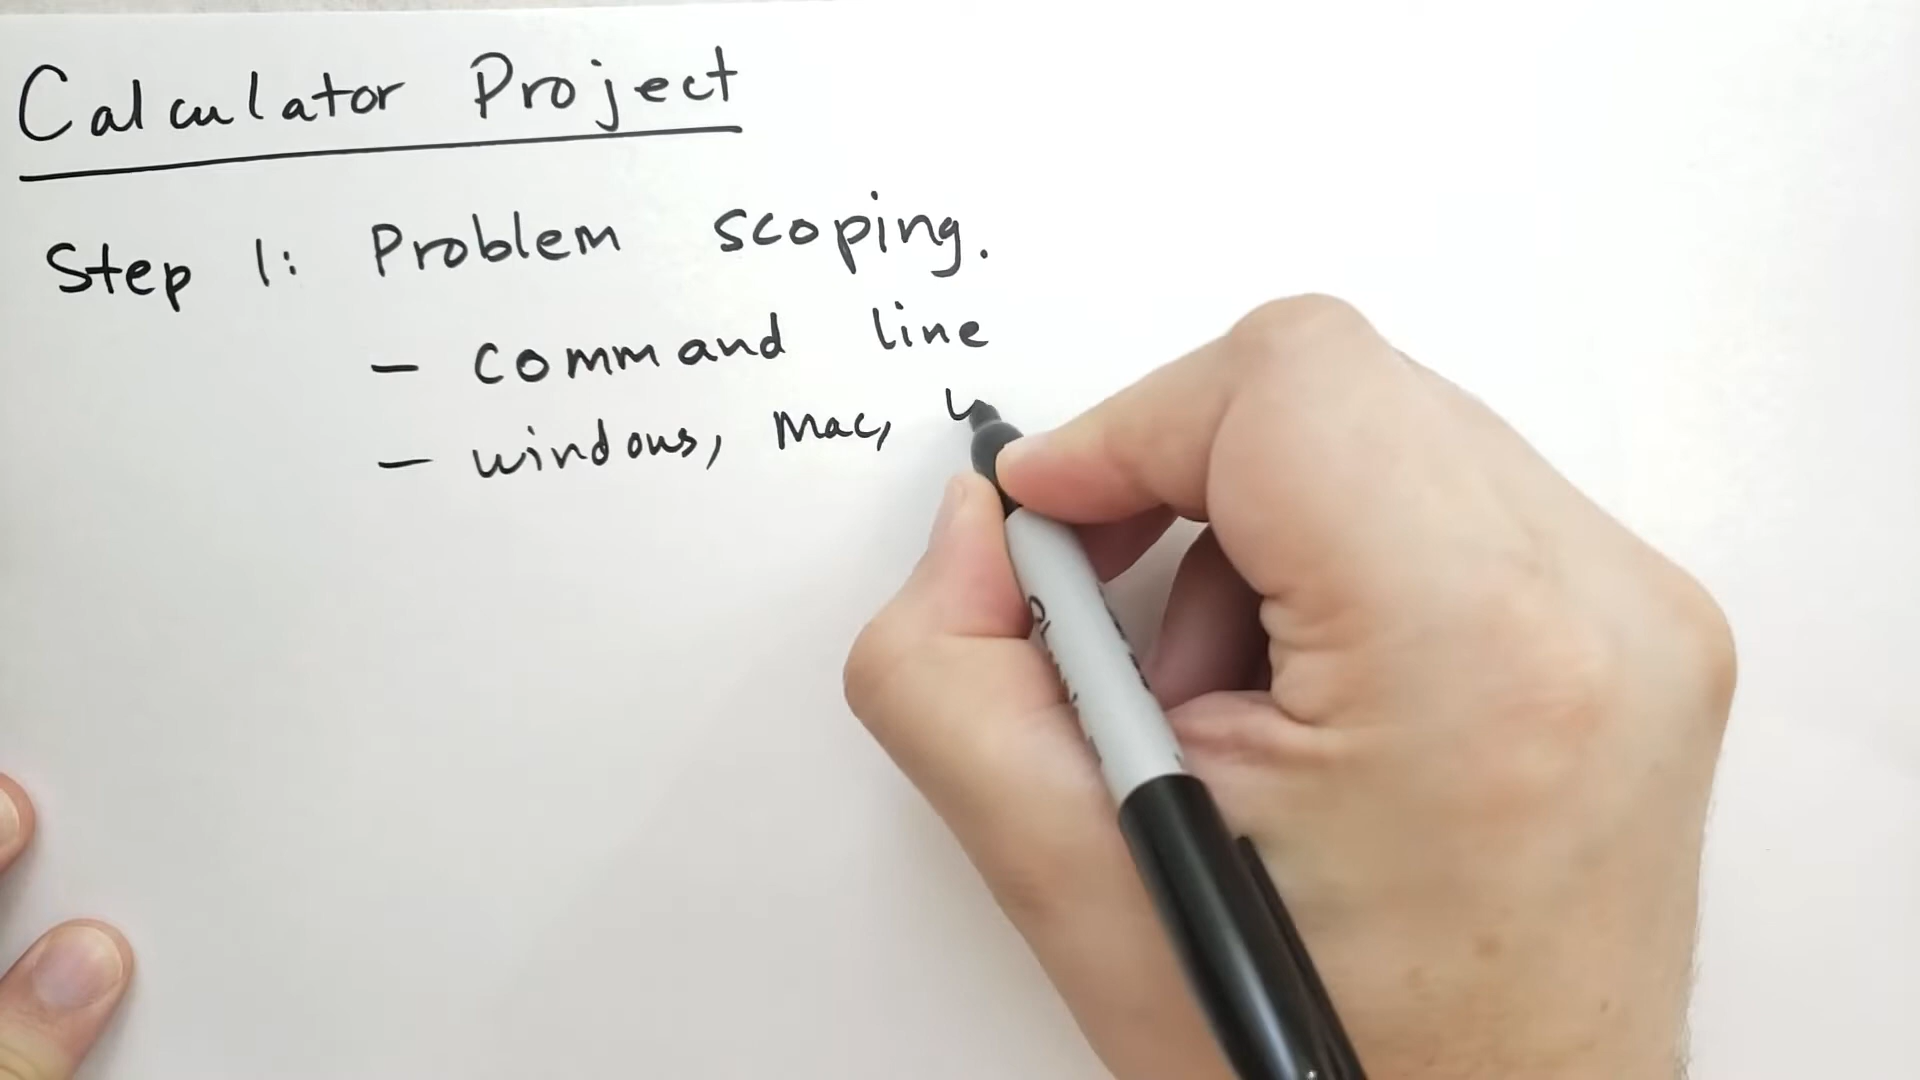 Calculator Project
Step 1: Problem scoping.
- command line
- windows, Mac,